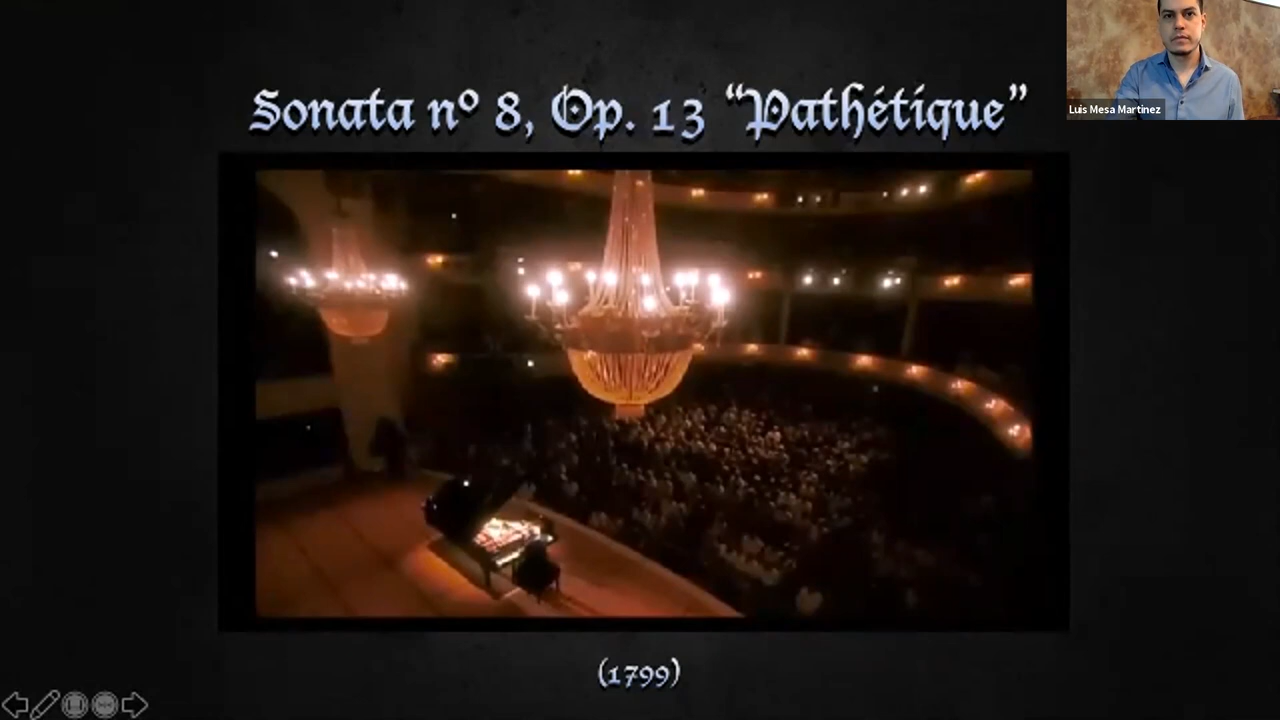 Sonata nº 8, Op. 13 “Pathétique”
Luis Mesa Martinez
(1799)